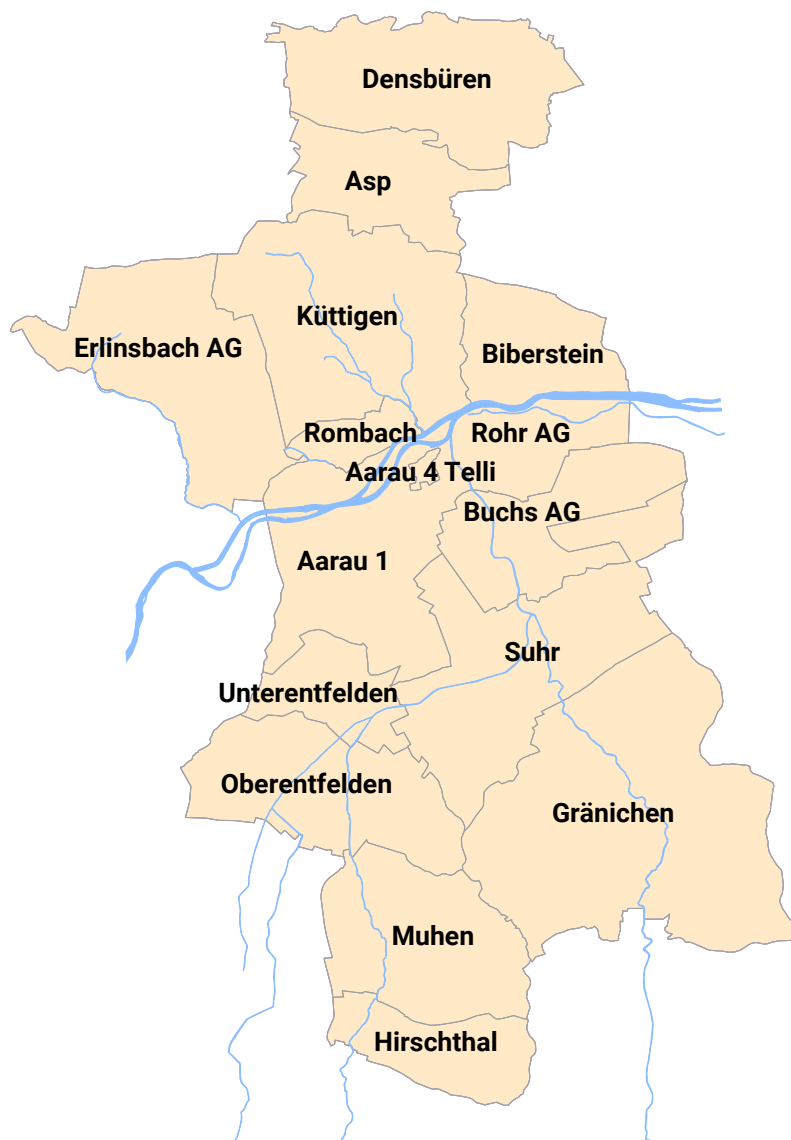 Densbüren
Asp
Küttigen
Erlinsbach AG
Biberstein
Rombach
Rohr AG
Aarau 4 Telli
Buchs AG
Aarau 1
Suhr
Unterentfelden
Oberentfelden
Gränichen
Muhen
Hirschthal